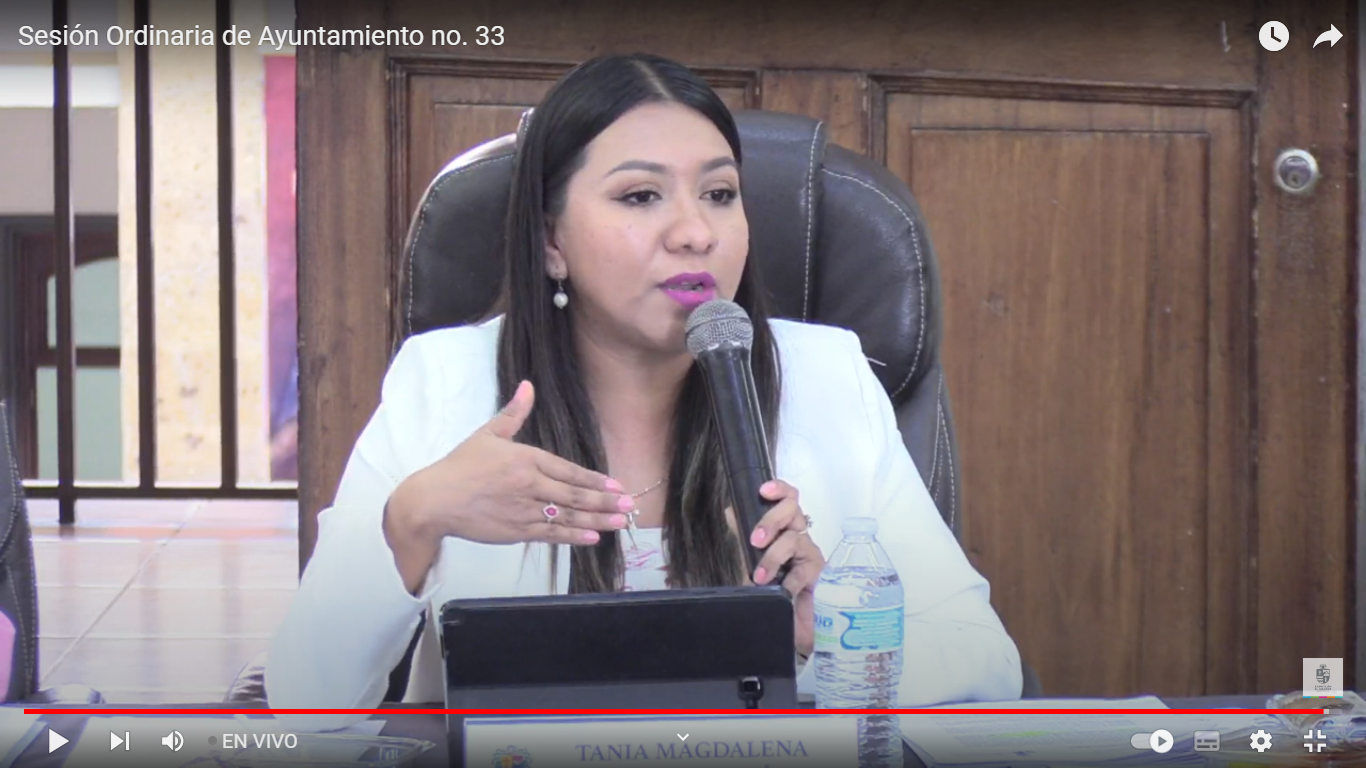 Sesión Ordinaria de Ayuntamiento no. 33
EN VIVO
TANIA MAGDALENA